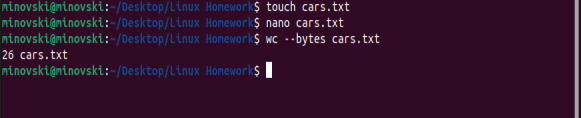 minovski@minovski:~/Desktop/Linux Homework$ touch cars.txt
minovski@minovski:~/Desktop/Linux Homework$ nano cars.txt
minovski@minovski:~/Desktop/Linux Homework$ wc --bytes cars.txt
26 cars.txt
minovski@minovski:~/Desktop/Linux Homework$